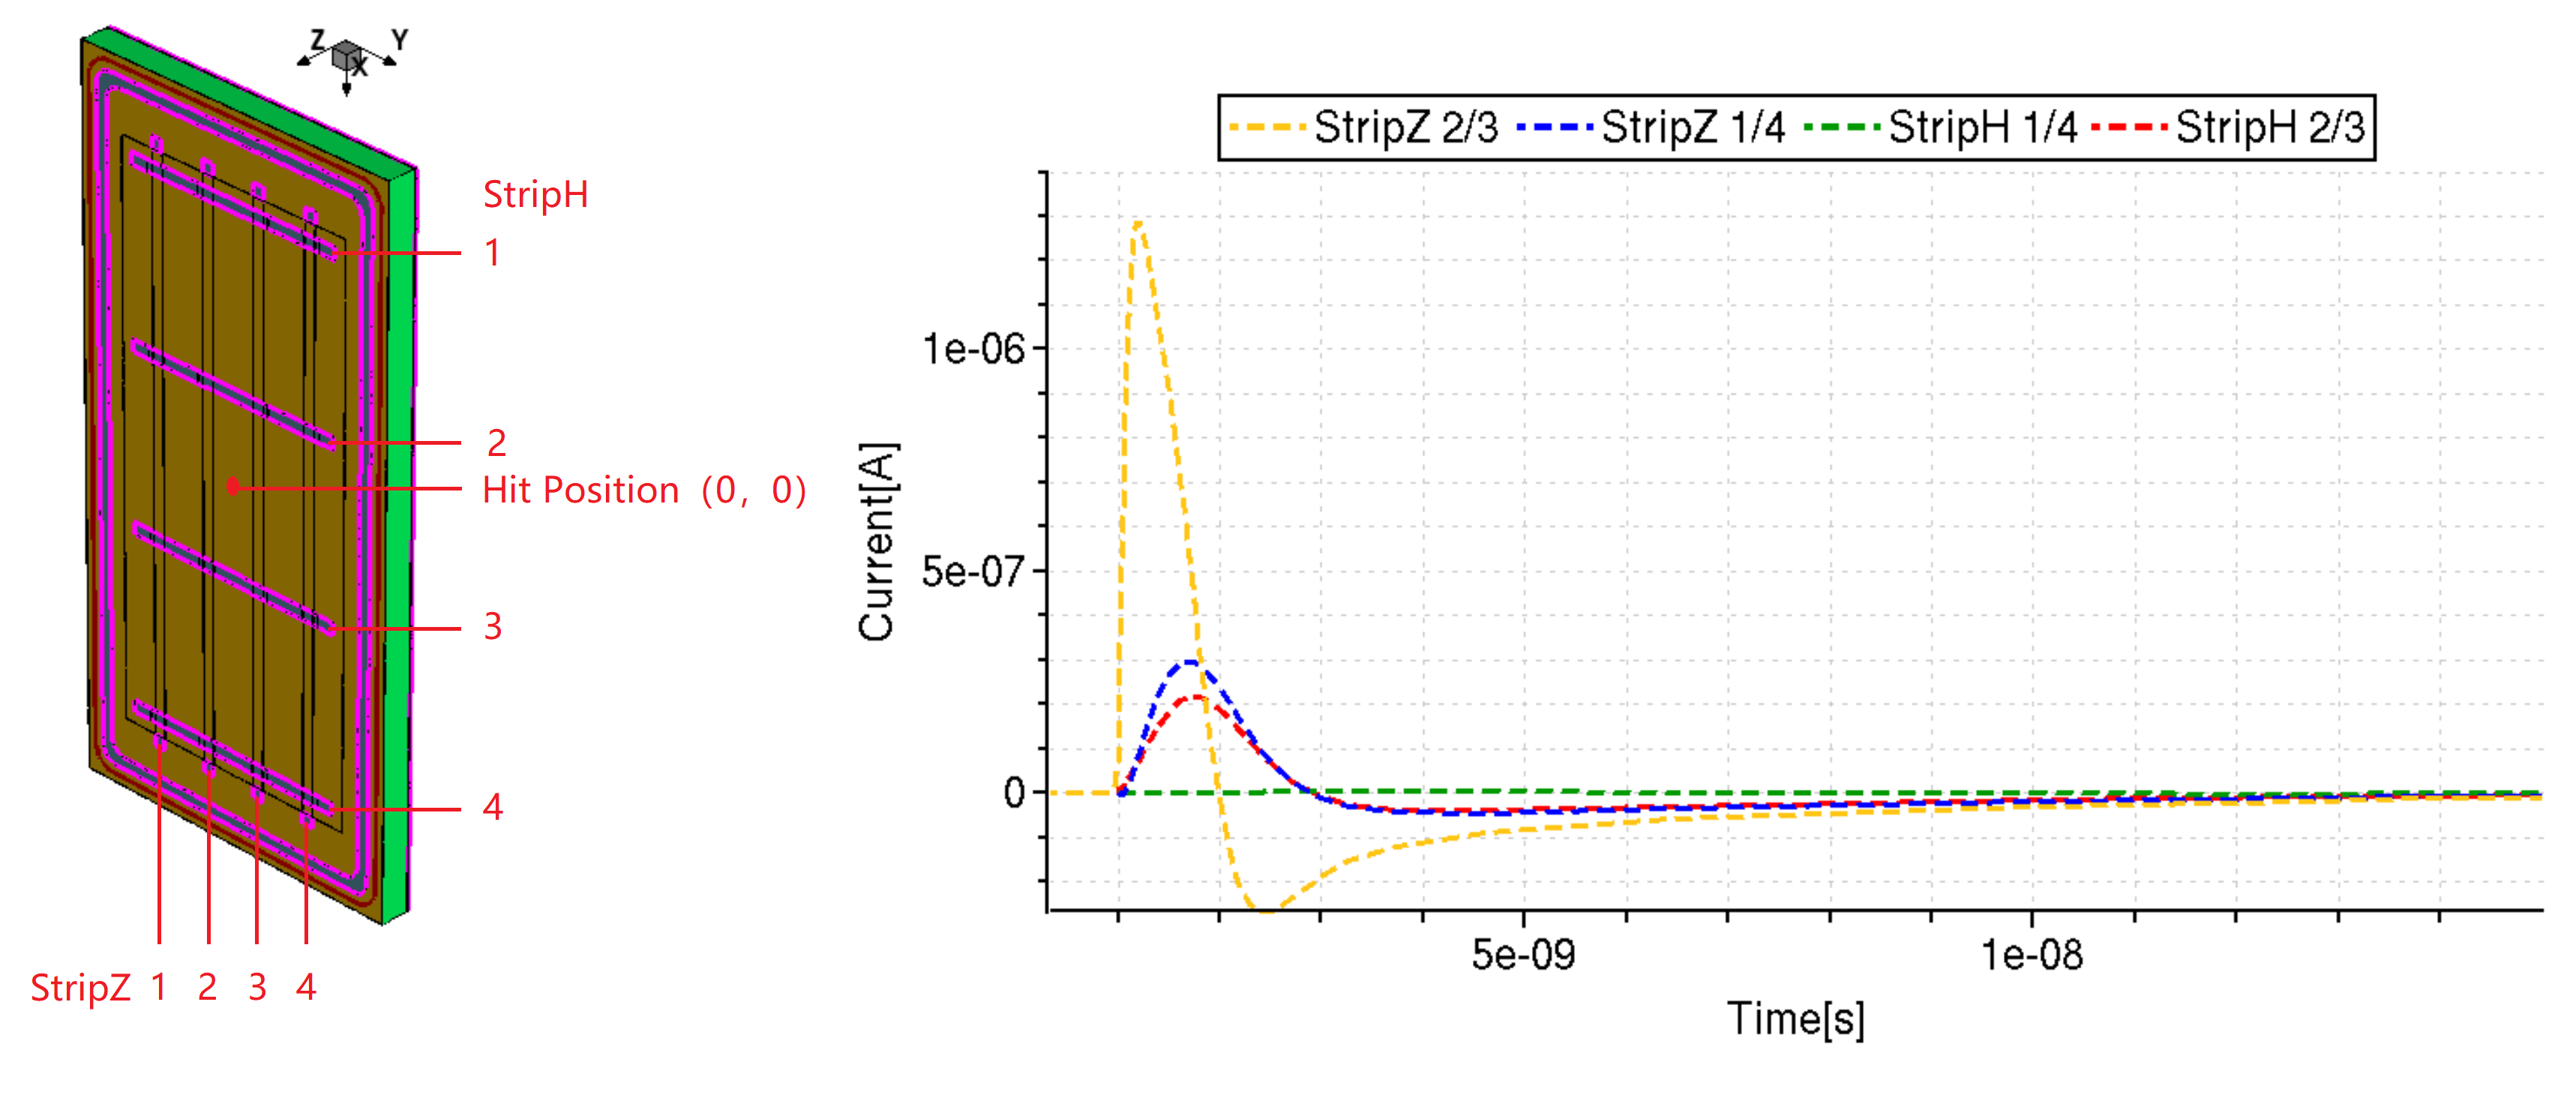 Z
Y
X
StripH
1
2
Hit Position (0, 0)
3
4
StripZ 1 2 3 4
StripZ 2/3 StripZ 1/4 StripH 1/4 StripH 2/3
Current[A]
1e-06
5e-07
0
5e-09 1e-08
Time[s]